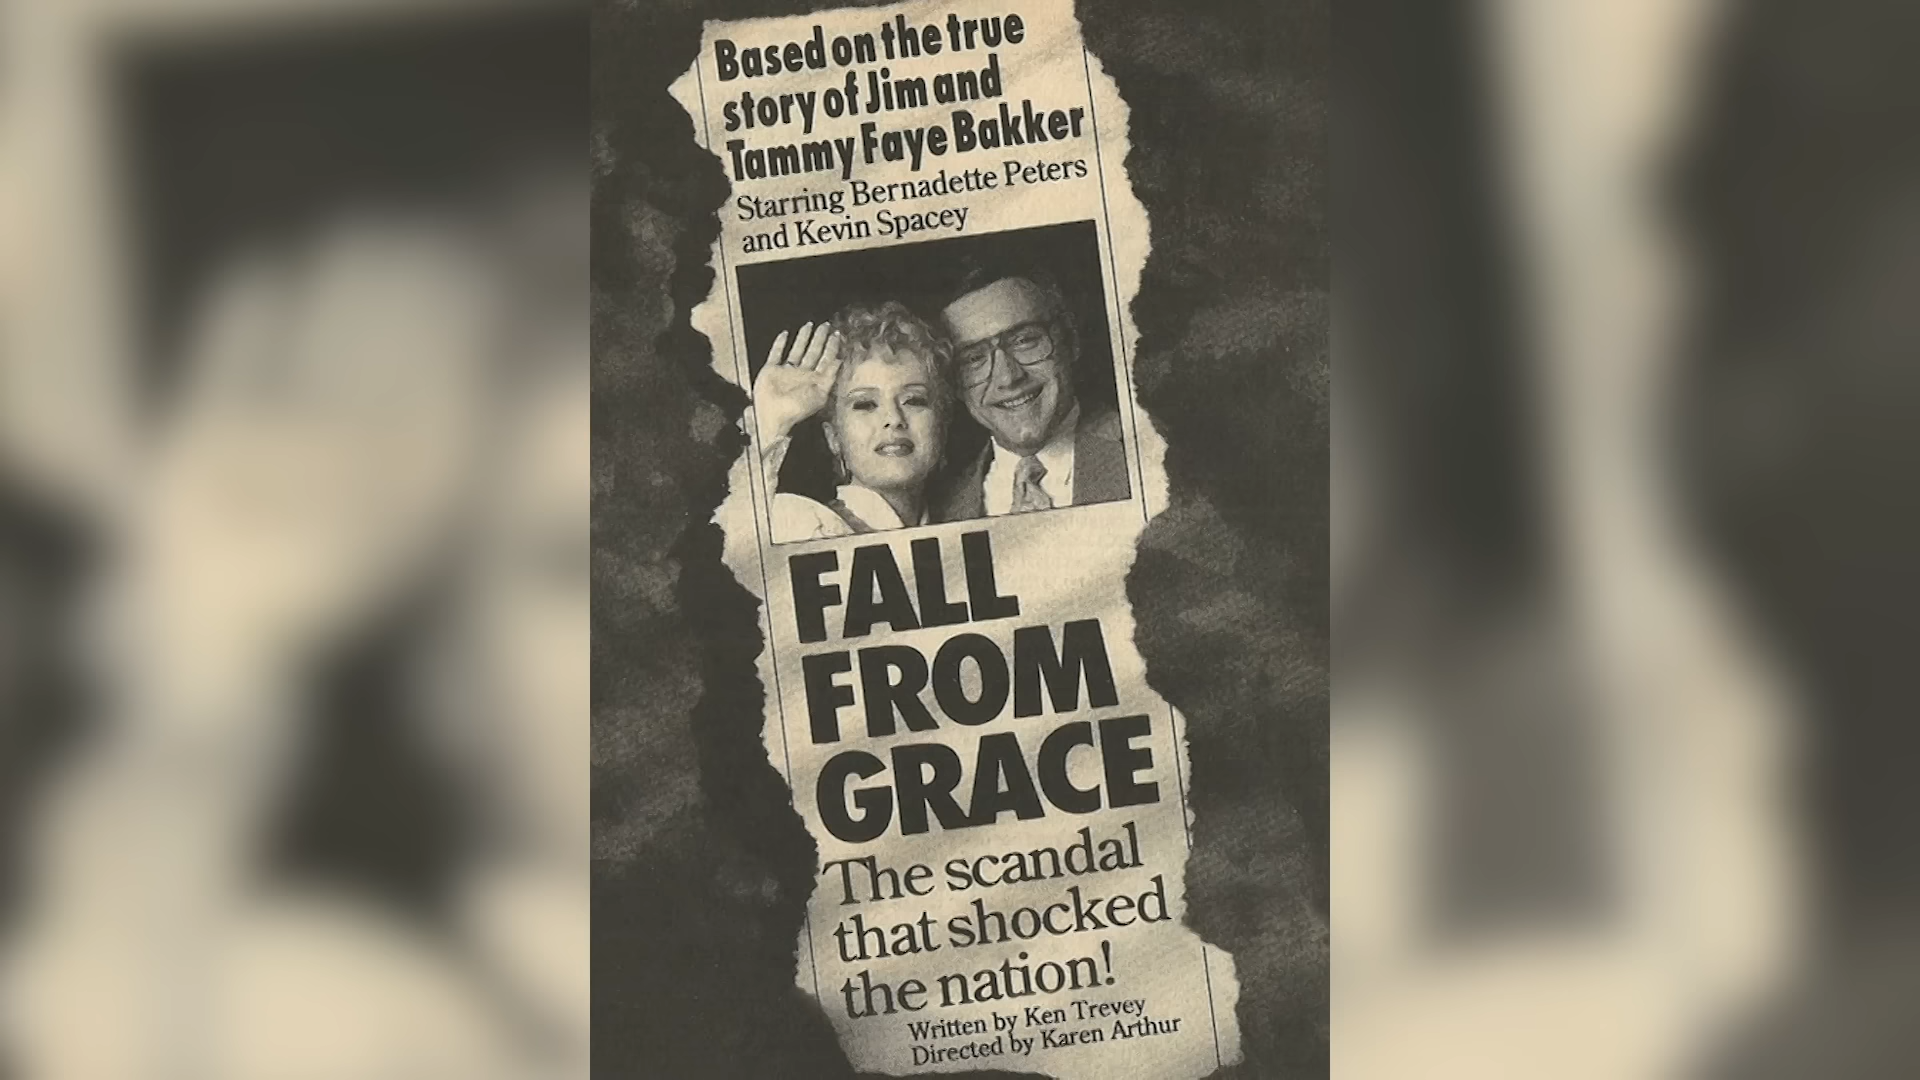 Based on the true
story of Jim and
Tammy Faye Bakker
Starring Bernadette Peters
and Kevin Spacey
FALL
FROM
GRACE
The scandal
that shocked
the nation!
Written by Ken Trevey
Directed by Karen Arthur